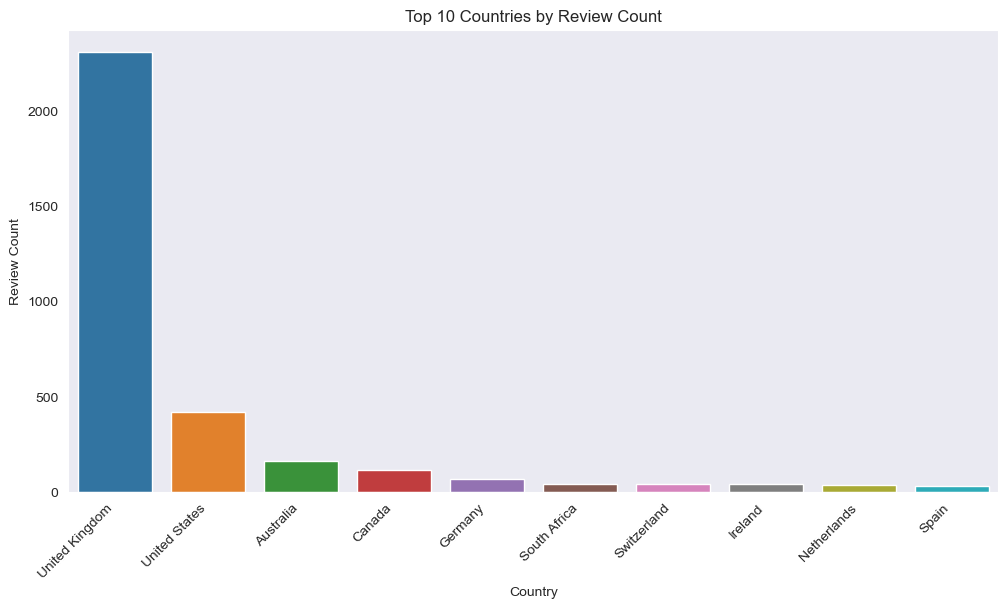 Top 10 Countries by Review Count
Review Count
2000
1500
1000
500
0
United Kingdom
United States
Australia
Canada
Germany
South Africa
Switzerland
Ireland
Netherlands
Spain
Country